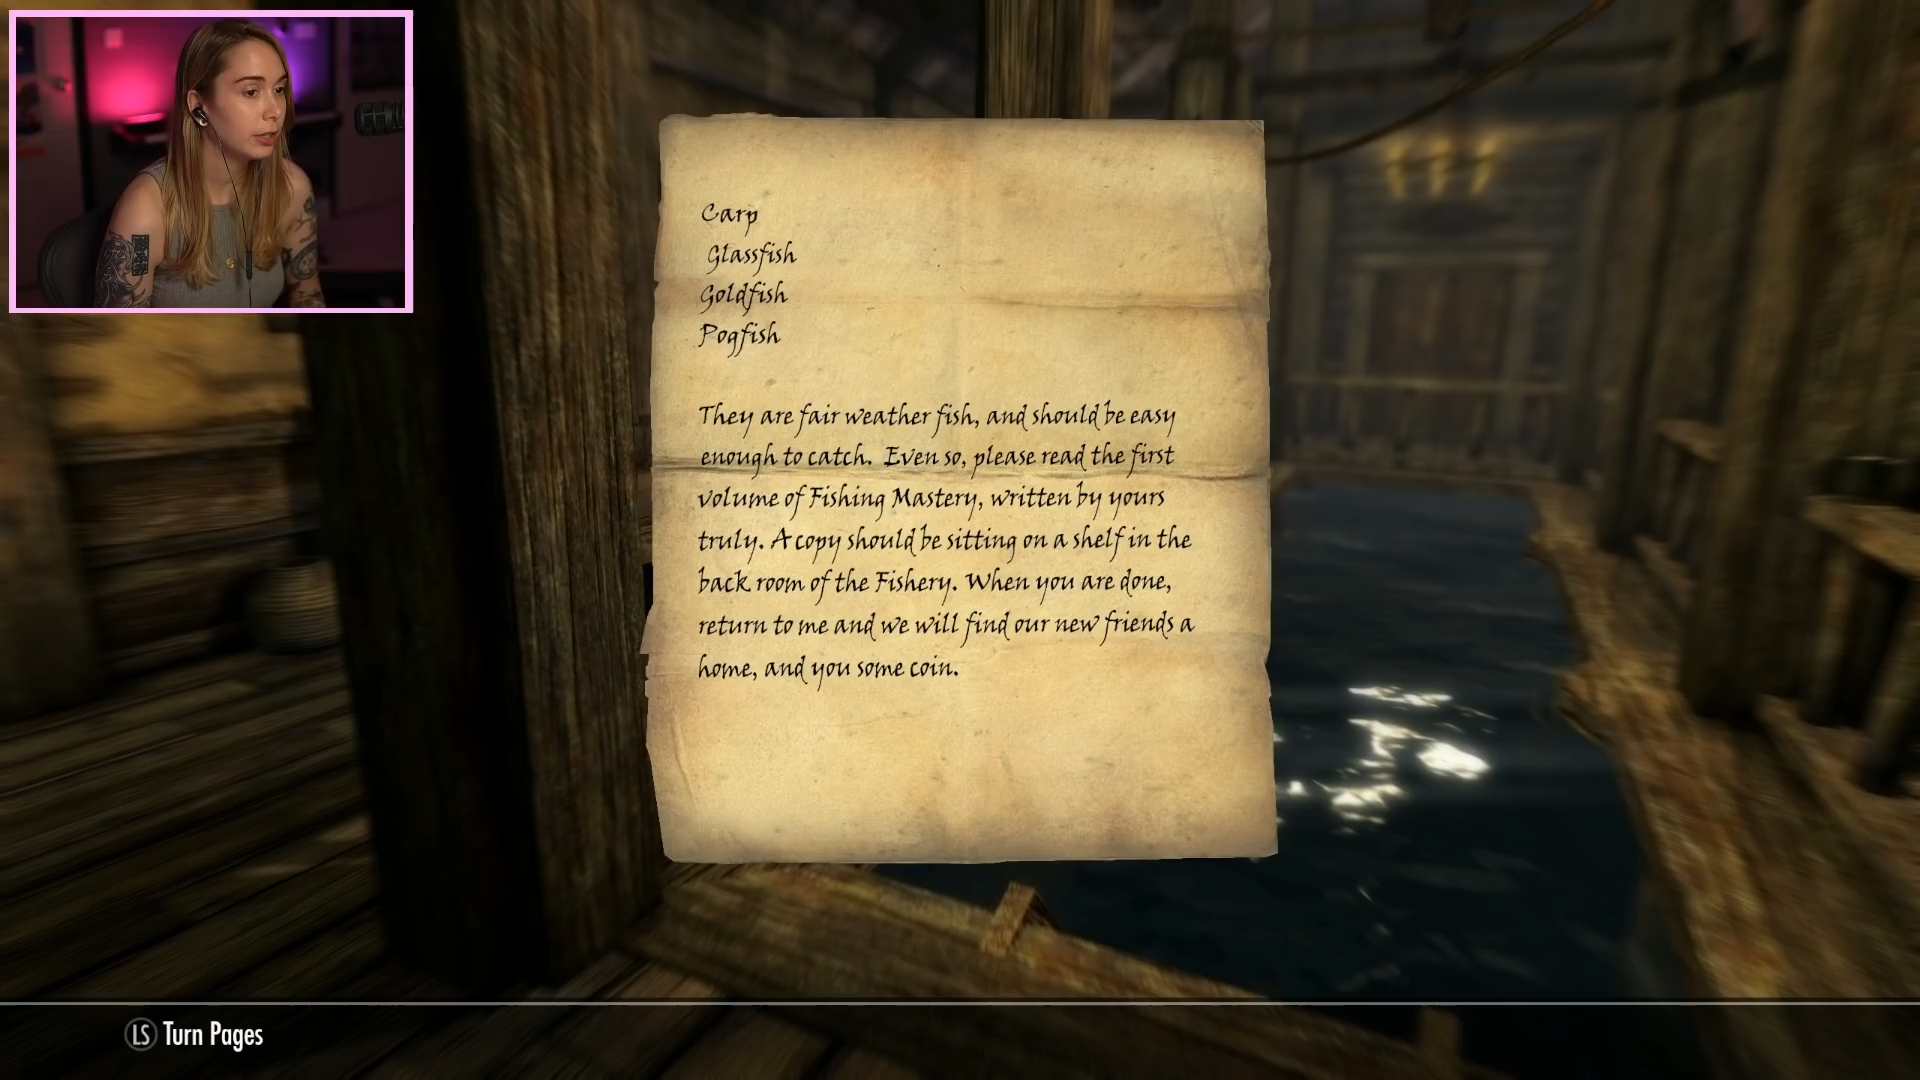 Carp
Glassfish
Goldfish
Pogfish
They are fair weather fish, and should be easy
enough to catch. Even so, please read the first
volume of Fishing Mastery, written by yours
truly. A copy should be sitting on a shelf in the
back room of the Fishery. When you are done,
return to me and we will find our new friends a
home, and you some coin.
LS Turn Pages